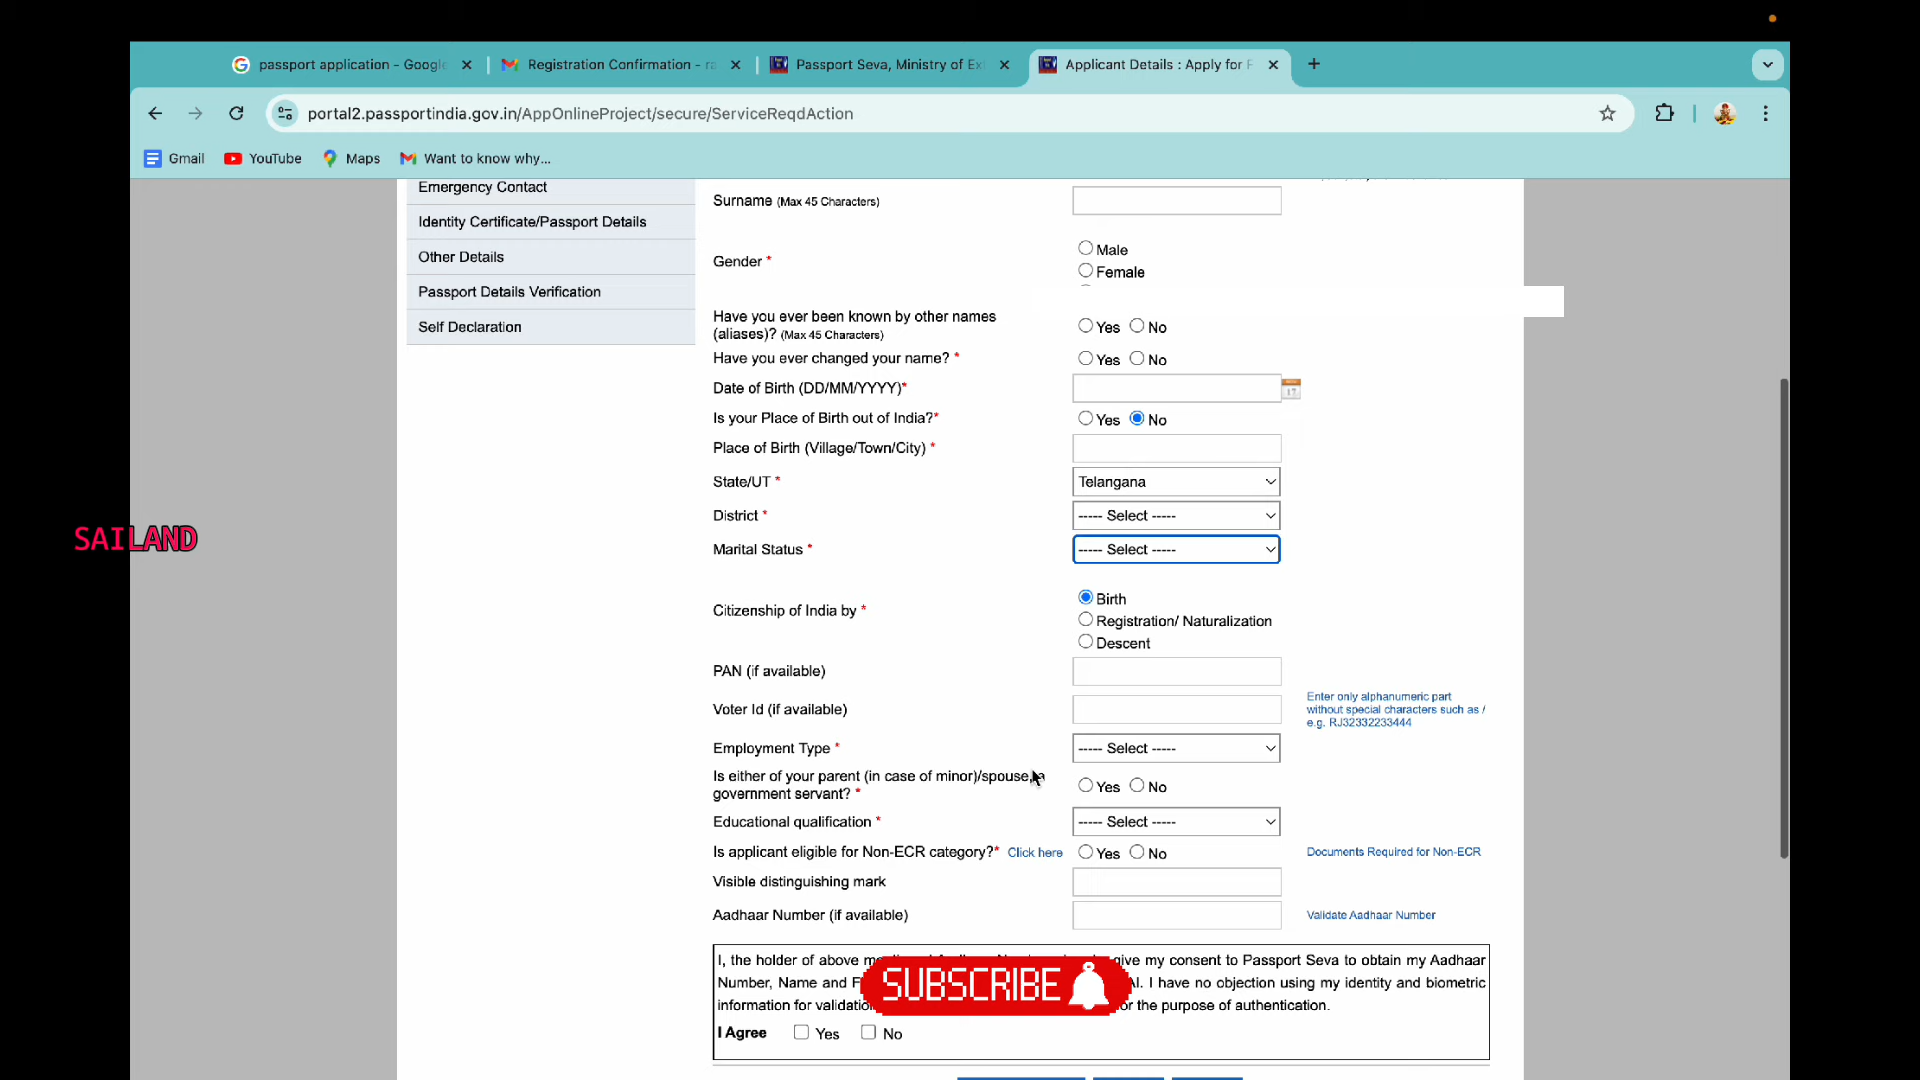 passport application - Google
Registration Confirmation - ra
Passport Seva, Ministry of Ext
Applicant Details : Apply for P
portal2.passportindia.gov.in/AppOnlineProject/secure/ServiceReqdAction
Gmail
YouTube
Maps
Want to know why...
Emergency Contact
Identity Certificate/Passport Details
Other Details
Passport Details Verification
Self Declaration
Surname (Max 45 Characters)
Gender *
Male
Female
Have you ever been known by other names
(aliases)? (Max 45 Characters)
Yes No
Have you ever changed your name? *
Yes No
Date of Birth (DD/MM/YYYY)*
Is your Place of Birth out of India?*
Yes No
Place of Birth (Village/Town/City) *
State/UT *
Telangana
District *
----- Select -----
SAILAND
Marital Status *
----- Select -----
Citizenship of India by *
Birth
Registration/ Naturalization
Descent
PAN (if available)
Voter Id (if available)
Enter only alphanumeric part
without special characters such as /
e.g. RJ32332233444
Employment Type *
----- Select -----
Is either of your parent (in case of minor)/spouse, a
government servant? *
Yes No
Educational qualification *
----- Select -----
Is applicant eligible for Non-ECR category?* Click here
Yes No
Documents Required for Non-ECR
Visible distinguishing mark
Aadhaar Number (if available)
Validate Aadhaar Number
I, the holder of above give my consent to Passport Seva to obtain my Aadhaar
Number, Name and I have no objection using my identity and biometric
information for the purpose of authentication.
SUBSCRIBE
I Agree Yes No